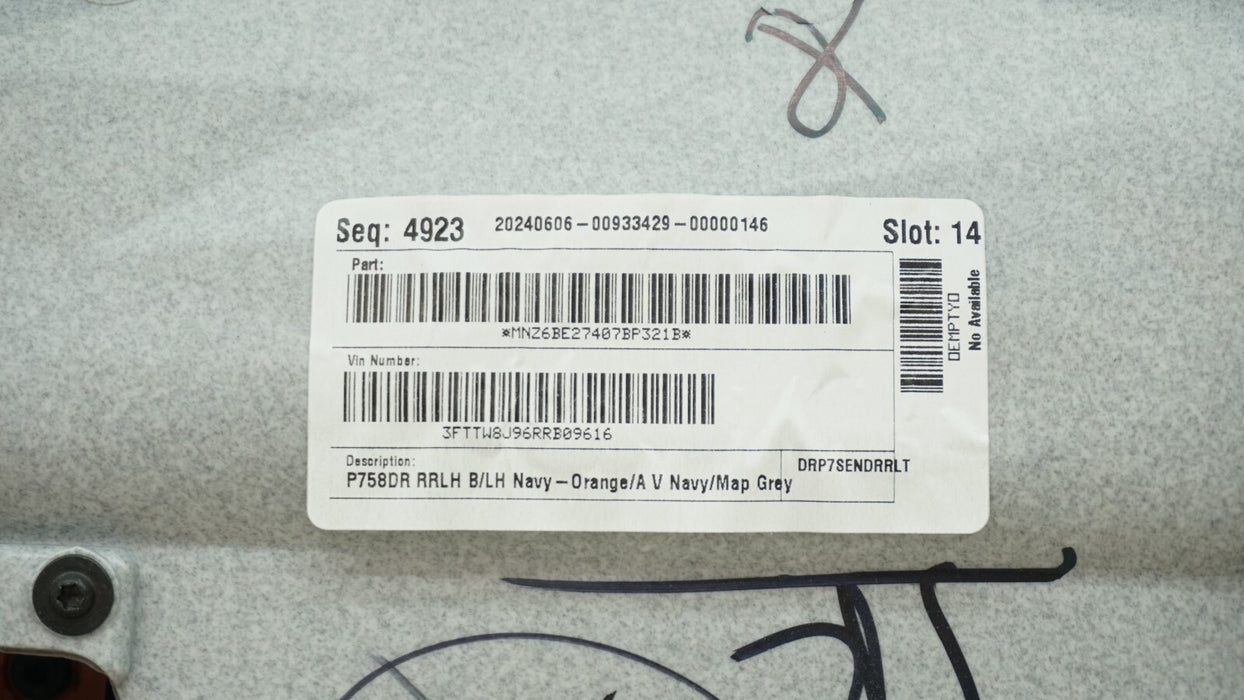 Seq: 4923 20240606-00933429-00000146 Slot: 14
Part:
*MNZ6BE27407BP321B*
Vin Number:
3FTTW8J96RRB09616
Description:
P758DR RRLH B/LH Navy-Orange/A V Navy/Map Grey
DRP7SENDRRLT
No Available